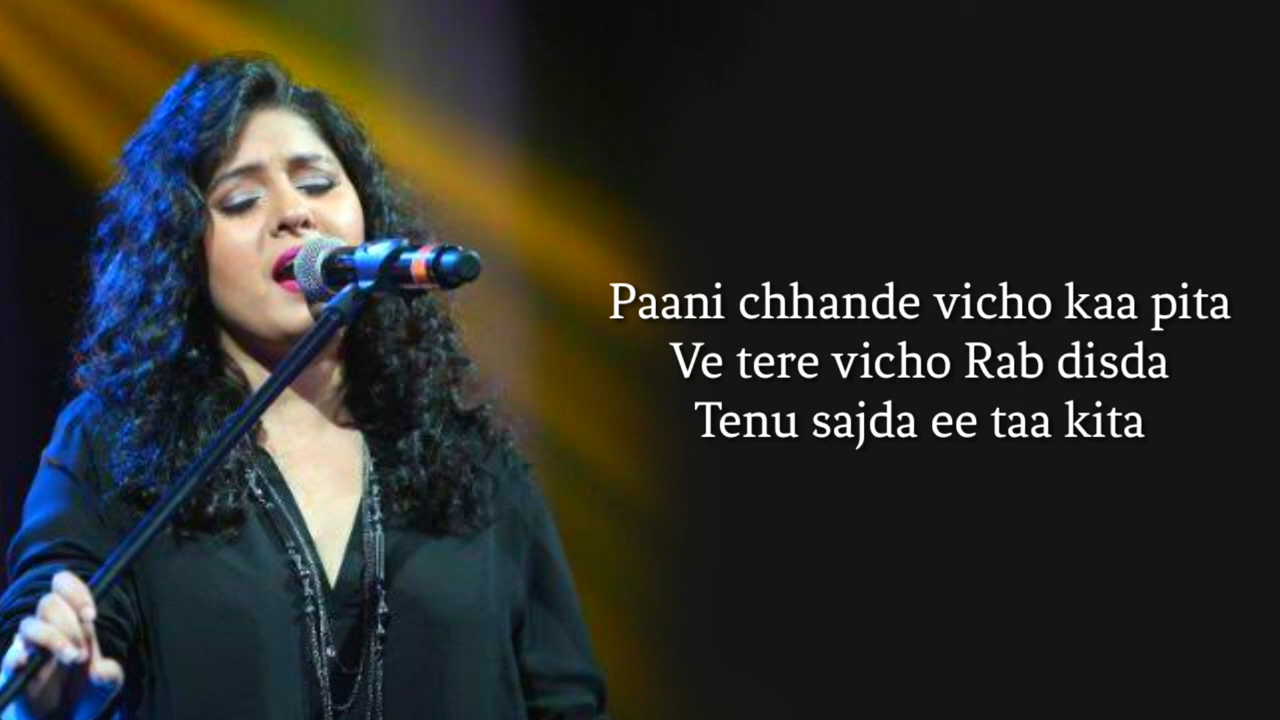 Paani chhande vicho kaa pita
Ve tere vicho Rab disda
Tenu sajda ee taa kita